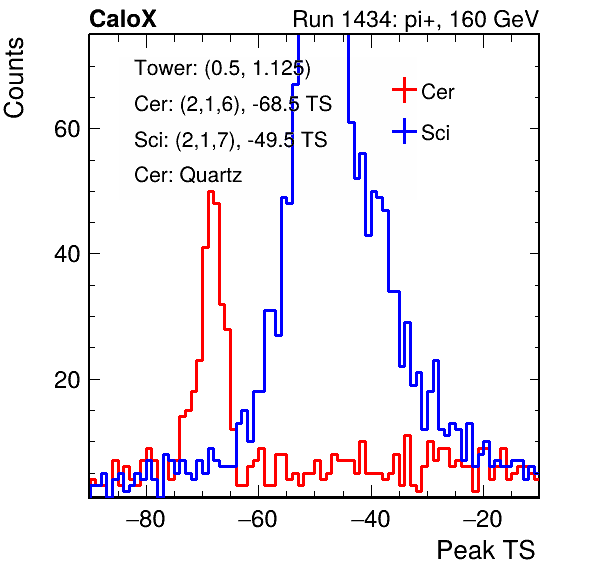 CaloX Run 1434: pi+, 160 GeV
Counts
Tower: (0.5, 1.125)
Cer: (2,1,6), -68.5 TS
Sci: (2,1,7), -49.5 TS
Cer: Quartz
Cer
Sci
60
40
20
−80 −60 −40 −20
Peak TS